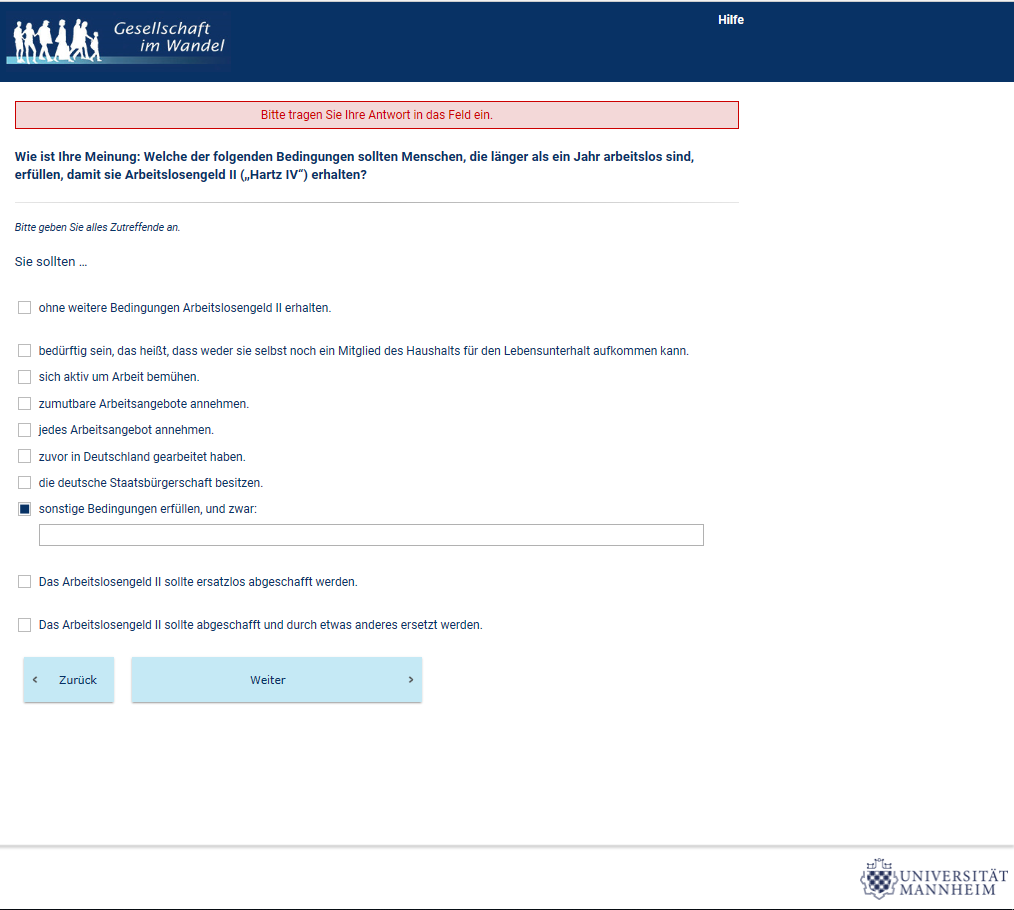 Gesellschaft
im Wandel
Hilfe
Bitte tragen Sie Ihre Antwort in das Feld ein.
Wie ist Ihre Meinung: Welche der folgenden Bedingungen sollten Menschen, die länger als ein Jahr arbeitslos sind,
erfüllen, damit sie Arbeitslosengeld II („Hartz IV“) erhalten?
Bitte geben Sie alles Zutreffende an.
Sie sollten ...
ohne weitere Bedingungen Arbeitslosengeld II erhalten.
bedürftig sein, das heißt, dass weder sie selbst noch ein Mitglied des Haushalts für den Lebensunterhalt aufkommen kann.
sich aktiv um Arbeit bemühen.
zumutbare Arbeitsangebote annehmen.
jedes Arbeitsangebot annehmen.
zuvor in Deutschland gearbeitet haben.
die deutsche Staatsbürgerschaft besitzen.
sonstige Bedingungen erfüllen, und zwar:
Das Arbeitslosengeld II sollte ersatzlos abgeschafft werden.
Das Arbeitslosengeld II sollte abgeschafft und durch etwas anderes ersetzt werden.
‹ Zurück
Weiter ›
UNIVERSITÄT
MANNHEIM